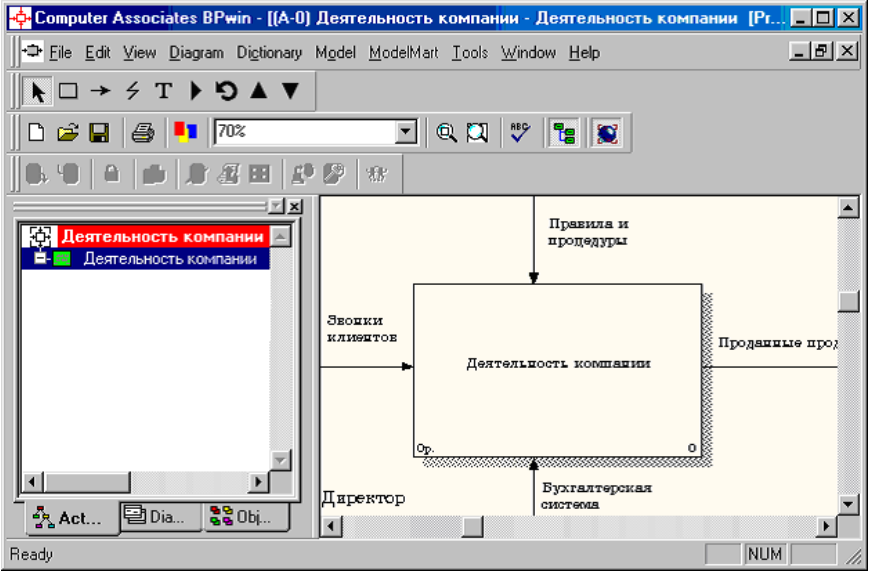 Computer Associates BPwin - [(A-0) Деятельность компании - Деятельность компании [Pr...
File Edit View Diagram Dictionary Model ModelMart Tools Window Help
T
70%
ABC
Деятельность компании
Деятельность компании
Правила и
процедуры
Звонки
клиентов
Деятельность компании
Проданные прод
0р.
0
Директор
Бухгалтерская
система
Act...
Dia...
Obj...
Ready
NUM